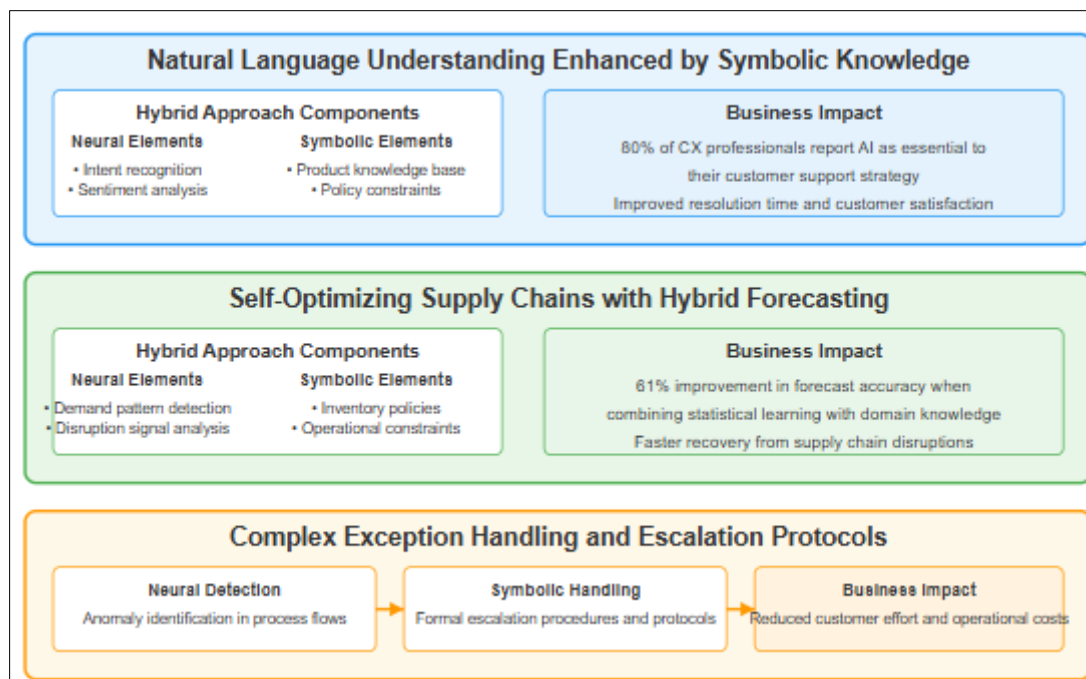 Natural Language Understanding Enhanced by Symbolic Knowledge
Hybrid Approach Components
Neural Elements
• Intent recognition
• Sentiment analysis
Symbolic Elements
• Product knowledge base
• Policy constraints
Business Impact
80% of CX professionals report AI as essential to
their customer support strategy
Improved resolution time and customer satisfaction
Self-Optimizing Supply Chains with Hybrid Forecasting
Hybrid Approach Components
Neural Elements
• Demand pattern detection
• Disruption signal analysis
Symbolic Elements
• Inventory policies
• Operational constraints
Business Impact
61% improvement in forecast accuracy when
combining statistical learning with domain knowledge
Faster recovery from supply chain disruptions
Complex Exception Handling and Escalation Protocols
Neural Detection
Anomaly identification in process flows
Symbolic Handling
Formal escalation procedures and protocols
Business Impact
Reduced customer effort and operational costs